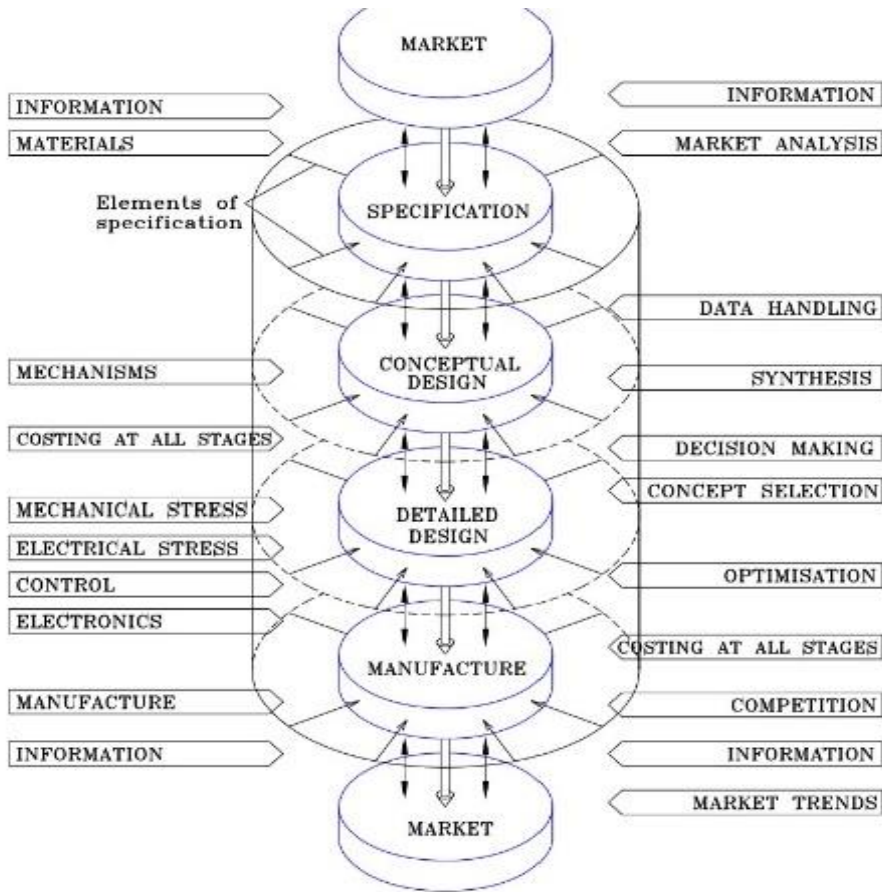 MARKET
INFORMATION
INFORMATION
MATERIALS
MARKET ANALYSIS
Elements of
specification
SPECIFICATION
DATA HANDLING
MECHANISMS
CONCEPTUAL
DESIGN
SYNTHESIS
COSTING AT ALL STAGES
DECISION MAKING
CONCEPT SELECTION
MECHANICAL STRESS
DETAILED
DESIGN
ELECTRICAL STRESS
CONTROL
OPTIMISATION
ELECTRONICS
COSTING AT ALL STAGES
MANUFACTURE
MANUFACTURE
COMPETITION
INFORMATION
INFORMATION
MARKET TRENDS
MARKET